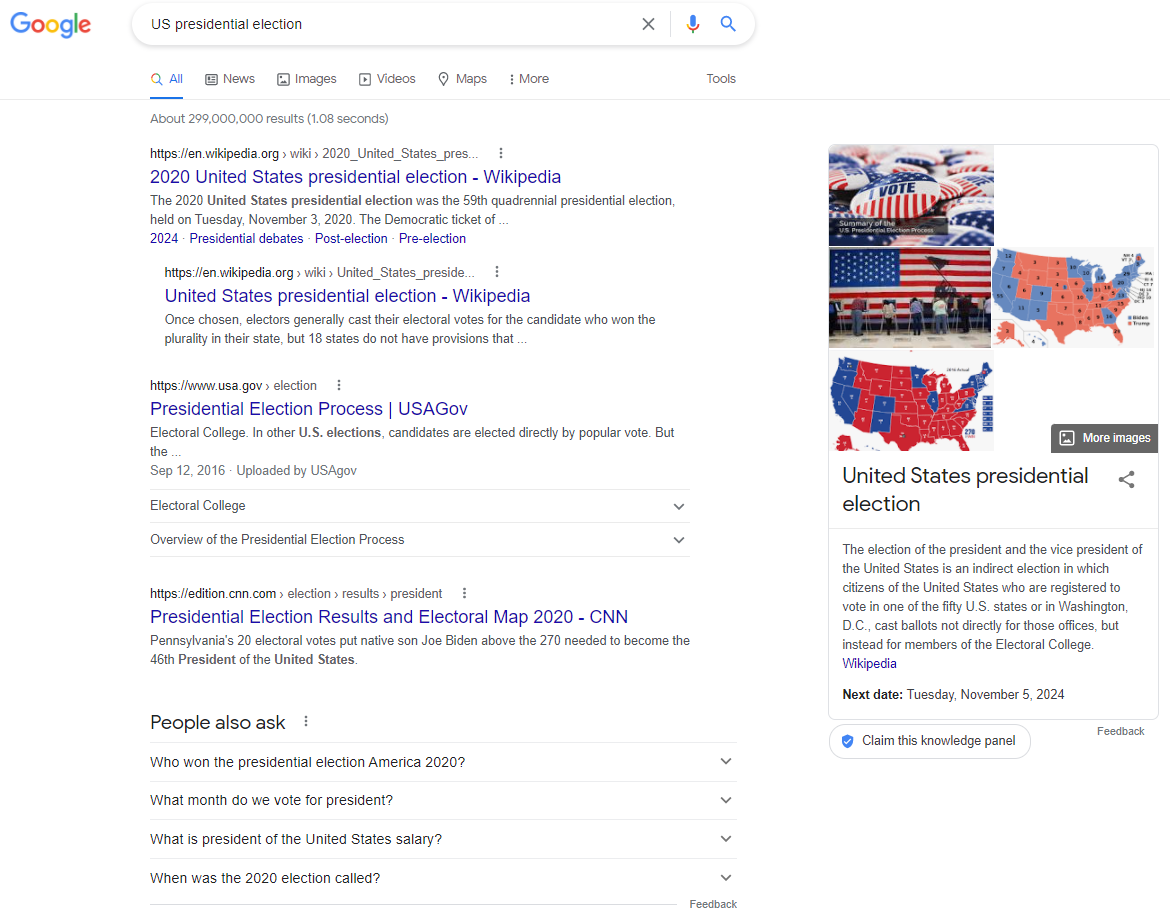 Google
US presidential election
All
News
Images
Videos
Maps
More
Tools
About 299,000,000 results (1.08 seconds)
https://en.wikipedia.org › wiki › 2020_United_States_pres...
2020 United States presidential election - Wikipedia
The 2020 United States presidential election was the 59th quadrennial presidential election,
held on Tuesday, November 3, 2020. The Democratic ticket of ...
2024 · Presidential debates · Post-election · Pre-election
https://en.wikipedia.org › wiki › United_States_preside...
United States presidential election - Wikipedia
Once chosen, electors generally cast their electoral votes for the candidate who won the
plurality in their state, but 18 states do not have provisions that ...
https://www.usa.gov › election
Presidential Election Process | USAGov
Electoral College. In other U.S. elections, candidates are elected directly by popular vote. But
the ...
Sep 12, 2016 · Uploaded by USAgov
Electoral College
Overview of the Presidential Election Process
https://edition.cnn.com › election › results › president
Presidential Election Results and Electoral Map 2020 - CNN
Pennsylvania's 20 electoral votes put native son Joe Biden above the 270 needed to become the
46th President of the United States.
People also ask
Who won the presidential election America 2020?
What month do we vote for president?
What is president of the United States salary?
When was the 2020 election called?
Feedback
VOTE
Summary of the
U.S. Presidential Election Process
Biden
Trump
270
More images
United States presidential
election
The election of the president and the vice president of
the United States is an indirect election in which
citizens of the United States who are registered to
vote in one of the fifty U.S. states or in Washington,
D.C., cast ballots not directly for those offices, but
instead for members of the Electoral College.
Wikipedia
Next date: Tuesday, November 5, 2024
Feedback
Claim this knowledge panel